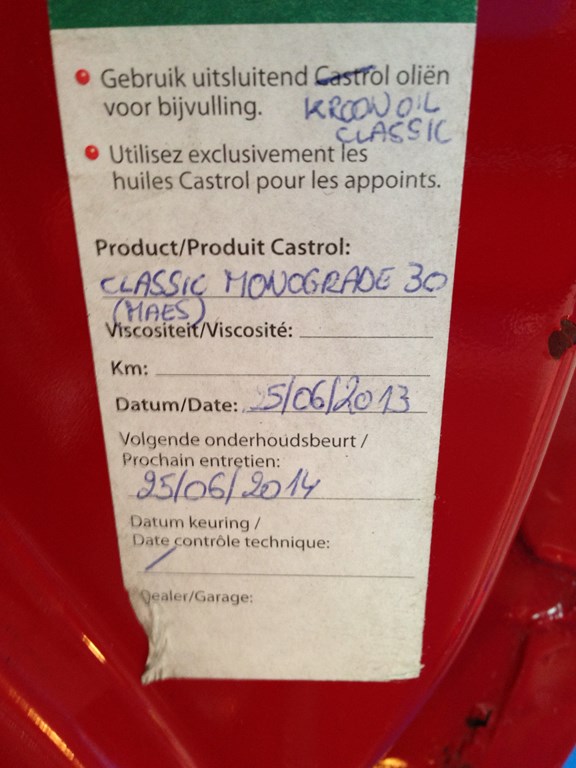 Gebruik uitsluitend Castrol oliën
voor bijvulling. KROON OIL
CLASSIC
Utilisez exclusivement les
huiles Castrol pour les appoints.
Product/Produit Castrol:
CLASSIC MONOGRADE 30
(MAES)
Viscositeit/Viscosité:
Km:
Datum/Date: 5/06/2013
Volgende onderhoudsbeurt /
Prochain entretien:
25/06/2014
Datum keuring /
Date contrôle technique:
/
Dealer/Garage: